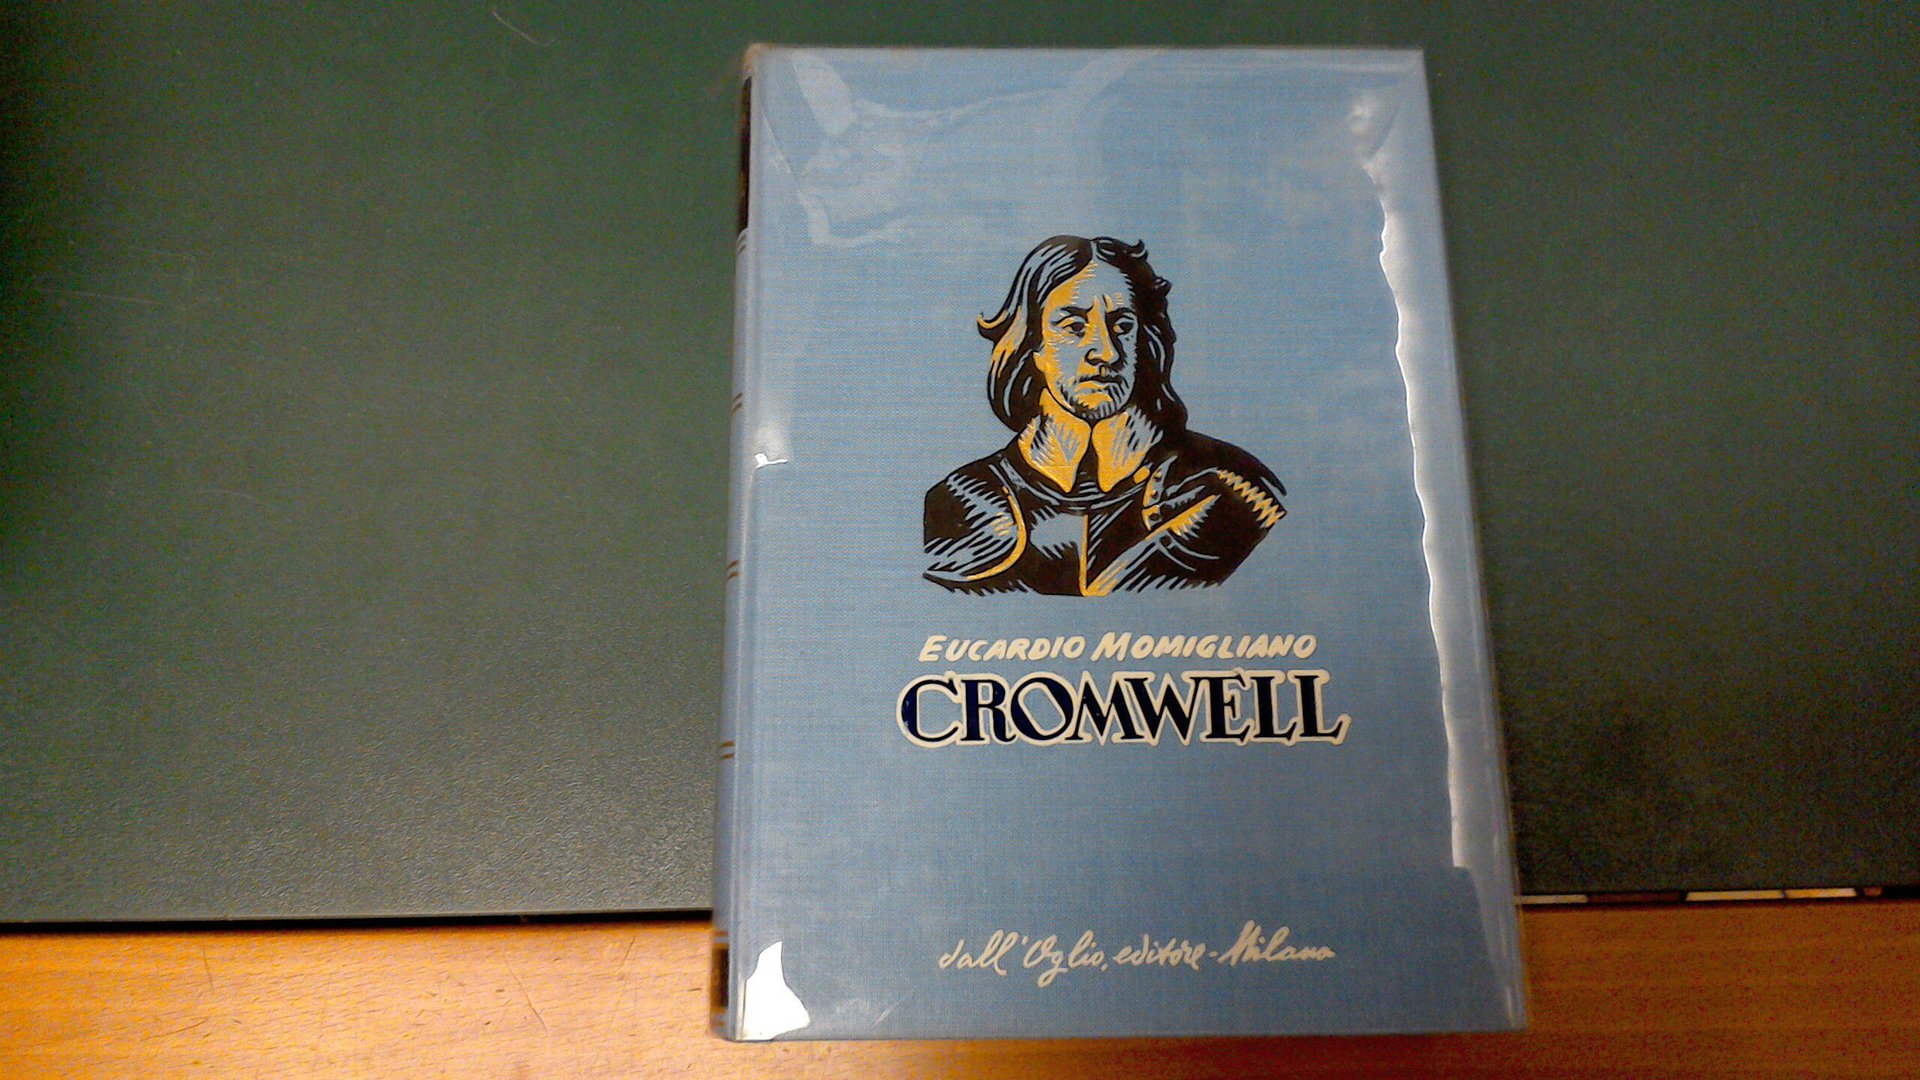 EUCARDIO MOMIGLIANO
CROMWELL
dall'Oglio, editore - Milano